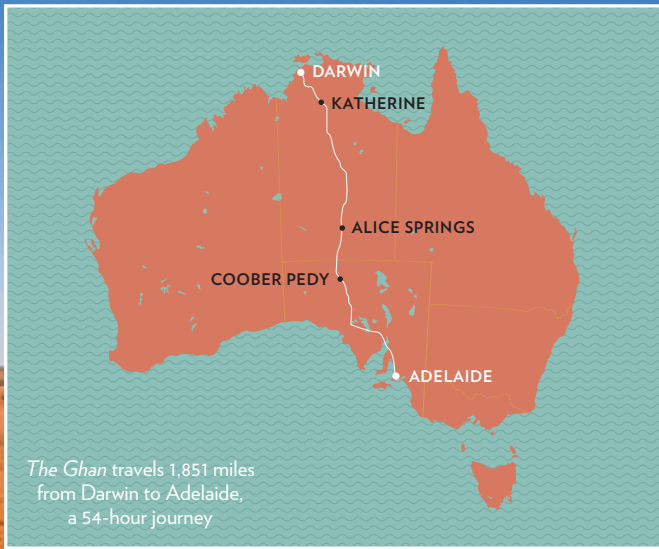 DARWIN
KATHERINE
ALICE SPRINGS
COOBER PEDY
ADELAIDE
The Ghan travels 1,851 miles
from Darwin to Adelaide,
a 54-hour journey